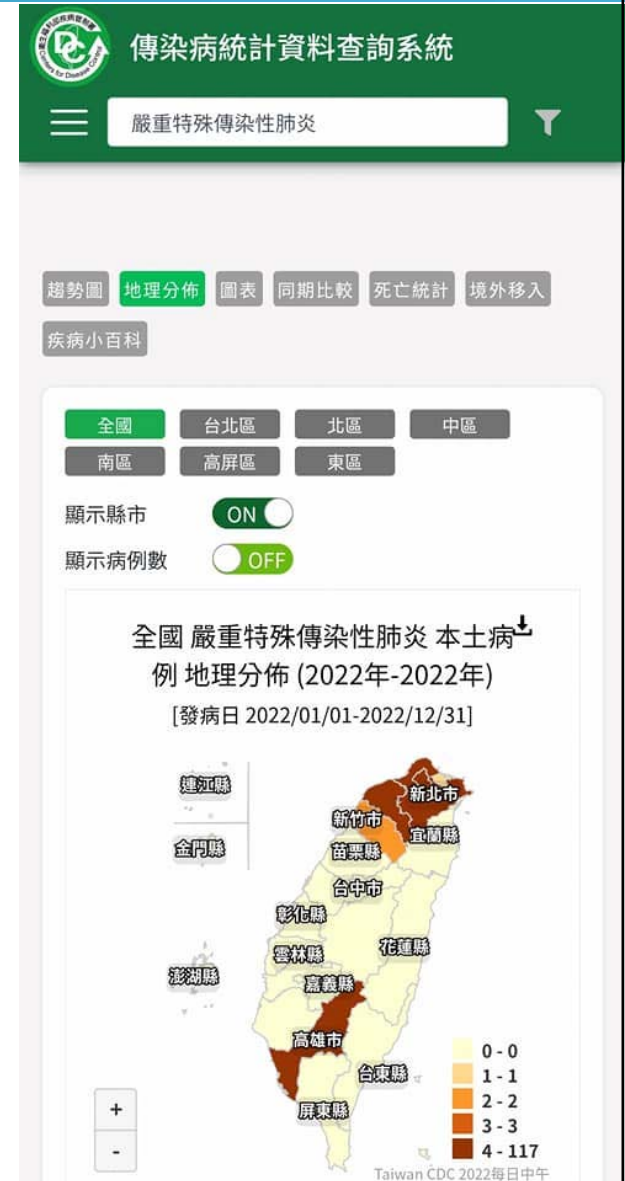 傳染病統計資料查詢系統
嚴重特殊傳染性肺炎
趨勢圖 地理分佈 圖表 同期比較 死亡統計 境外移入
疾病小百科
全國 台北區 北區 中區
南區 高屏區 東區
顯示縣市 ON
顯示病例數 OFF
全國 嚴重特殊傳染性肺炎 本土病
例 地理分佈 (2022年-2022年)
[發病日 2022/01/01-2022/12/31]
連江縣
新北市
新竹市
宜蘭縣
金門縣
苗栗縣
台中市
彰化縣
花蓮縣
雲林縣
澎湖縣
嘉義縣
高雄市
台東縣
屏東縣
0 - 0
1 - 1
2 - 2
3 - 3
4 - 117
+
-
Taiwan CDC 2022每日中午